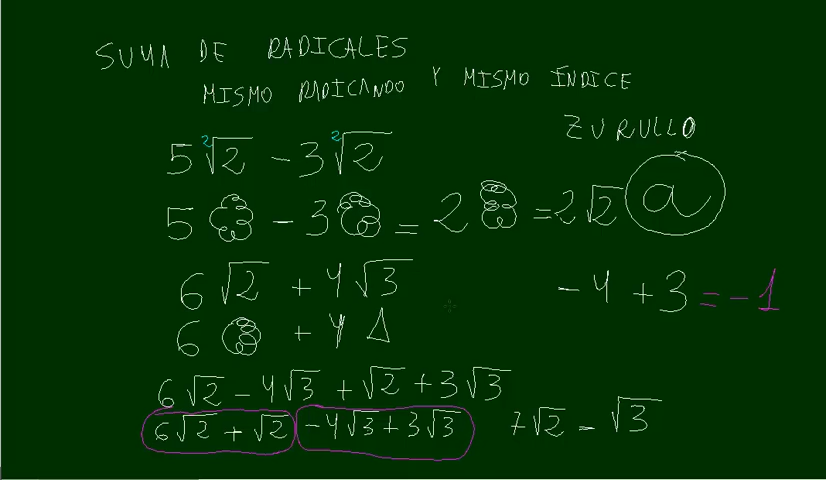 SUMA DE RADICALES
MISMO RADICANDO Y MISMO ÍNDICE
ZURULLO
5 ²√2 - 3 ²√2
5 - 3 = 2 = 2√2 a
6√2 + 4√3
- 4 + 3 = - 1
6 + 4 Δ
6√2 - 4√3 + √2 + 3√3
6√2 + √2 - 4√3 + 3√3 7√2 - √3